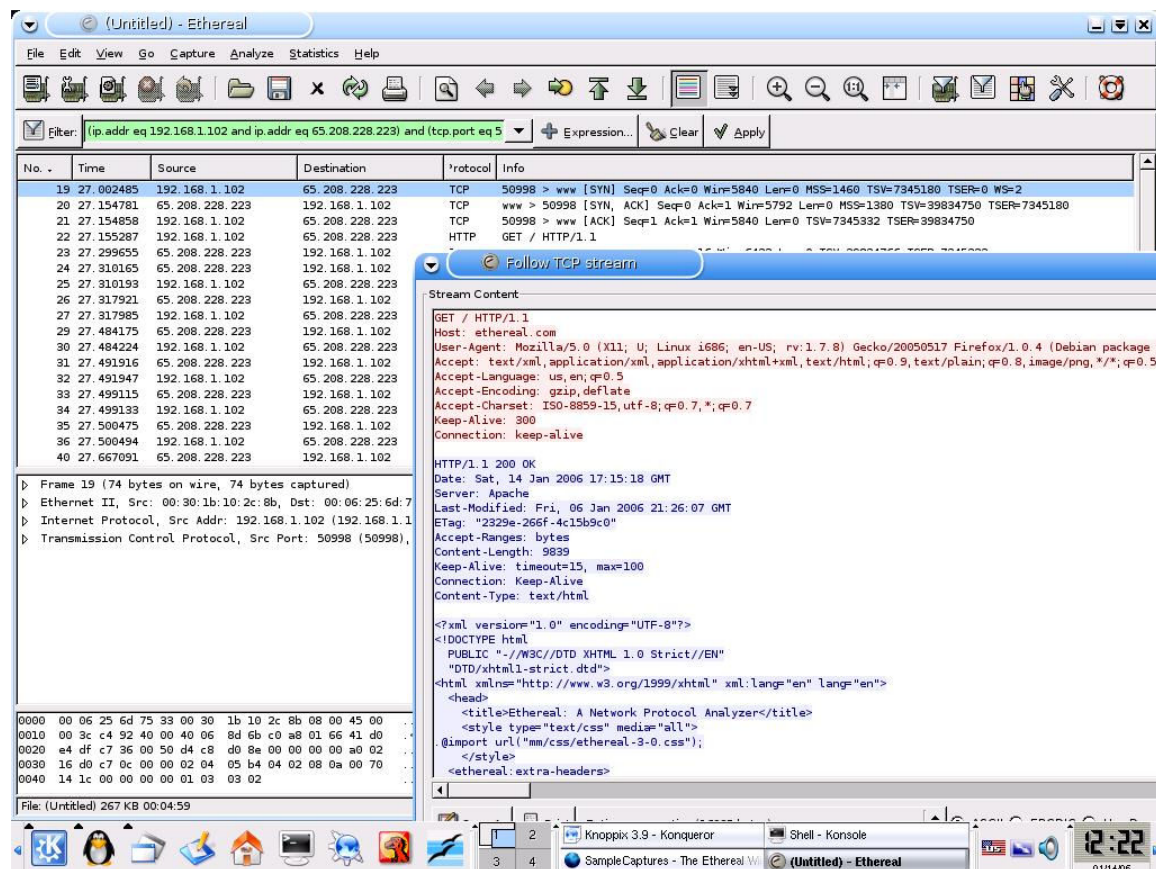 (Untitled) - Ethereal
File Edit View Go Capture Analyze Statistics Help
Filter: (ip.addr eq 192.168.1.102 and ip.addr eq 65.208.228.223) and (tcp.port eq 5 Expression... Clear Apply
No. Time Source Destination Protocol Info
19 27.002485 192.168.1.102 65.208.228.223 TCP 50998 > www [SYN] Seq=0 Ack=0 Win=5840 Len=0 MSS=1460 TSV=7345180 TSER=0 WS=2
20 27.154781 65.208.228.223 192.168.1.102 TCP www > 50998 [SYN, ACK] Seq=0 Ack=1 Win=5792 Len=0 MSS=1380 TSV=39834750 TSER=7345180
21 27.154858 192.168.1.102 65.208.228.223 TCP 50998 > www [ACK] Seq=1 Ack=1 Win=5840 Len=0 TSV=7345332 TSER=39834750
22 27.155287 192.168.1.102 65.208.228.223 HTTP GET / HTTP/1.1
23 27.299655 65.208.228.223 192.168.1.102
24 27.310165 65.208.228.223 192.168.1.102
25 27.310193 192.168.1.102 65.208.228.223
26 27.317921 65.208.228.223 192.168.1.102
27 27.317985 192.168.1.102 65.208.228.223
29 27.484175 65.208.228.223 192.168.1.102
30 27.484224 192.168.1.102 65.208.228.223
31 27.491916 65.208.228.223 192.168.1.102
32 27.491947 192.168.1.102 65.208.228.223
33 27.499115 65.208.228.223 192.168.1.102
34 27.499133 192.168.1.102 65.208.228.223
35 27.500475 65.208.228.223 192.168.1.102
36 27.500494 192.168.1.102 65.208.228.223
40 27.667091 65.208.228.223 192.168.1.102
Frame 19 (74 bytes on wire, 74 bytes captured)
Ethernet II, Src: 00:30:1b:10:2c:8b, Dst: 00:06:25:6d:7
Internet Protocol, Src Addr: 192.168.1.102 (192.168.1.1
Transmission Control Protocol, Src Port: 50998 (50998),
0000 00 06 25 6d 75 33 00 30 1b 10 2c 8b 08 00 45 00
0010 00 3c c4 92 40 00 40 06 8d 6b c0 a8 01 66 41 d0
0020 e4 df c7 36 00 50 d4 c8 d0 8e 00 00 00 00 a0 02
0030 16 d0 c7 0c 00 00 02 04 05 b4 04 02 08 0a 00 70
0040 14 1c 00 00 00 00 01 03 03 02
File: (Untitled) 267 KB 00:04:59
Follow TCP stream
Stream Content
GET / HTTP/1.1
Host: ethereal.com
User-Agent: Mozilla/5.0 (X11; U; Linux i686; en-US; rv:1.7.8) Gecko/20050517 Firefox/1.0.4 (Debian package
Accept: text/xml,application/xml,application/xhtml+xml,text/html;q=0.9,text/plain;q=0.8,image/png,*/*;q=0.5
Accept-Language: us,en;q=0.5
Accept-Encoding: gzip,deflate
Accept-Charset: ISO-8859-15,utf-8;q=0.7,*;q=0.7
Keep-Alive: 300
Connection: keep-alive
HTTP/1.1 200 OK
Date: Sat, 14 Jan 2006 17:15:18 GMT
Server: Apache
Last-Modified: Fri, 06 Jan 2006 21:26:07 GMT
ETag: "2329e-266f-4c15b9c0"
Accept-Ranges: bytes
Content-Length: 9839
Keep-Alive: timeout=15, max=100
Connection: Keep-Alive
Content-Type: text/html
<?xml version="1.0" encoding="UTF-8"?>
<!DOCTYPE html
PUBLIC "-//W3C//DTD XHTML 1.0 Strict//EN"
"DTD/xhtml1-strict.dtd">
<html xmlns="http://www.w3.org/1999/xhtml" xml:lang="en" lang="en">
<head>
<title>Ethereal: A Network Protocol Analyzer</title>
<style type="text/css" media="all">
.@import url("mm/css/ethereal-3-0.css");
</style>
<ethereal:extra-headers>
1 2 Knoppix 3.9 - Konqueror Shell - Konsole
3 4 SampleCaptures - The Ethereal Wi (Untitled) - Ethereal
us 12:22
01/14/06